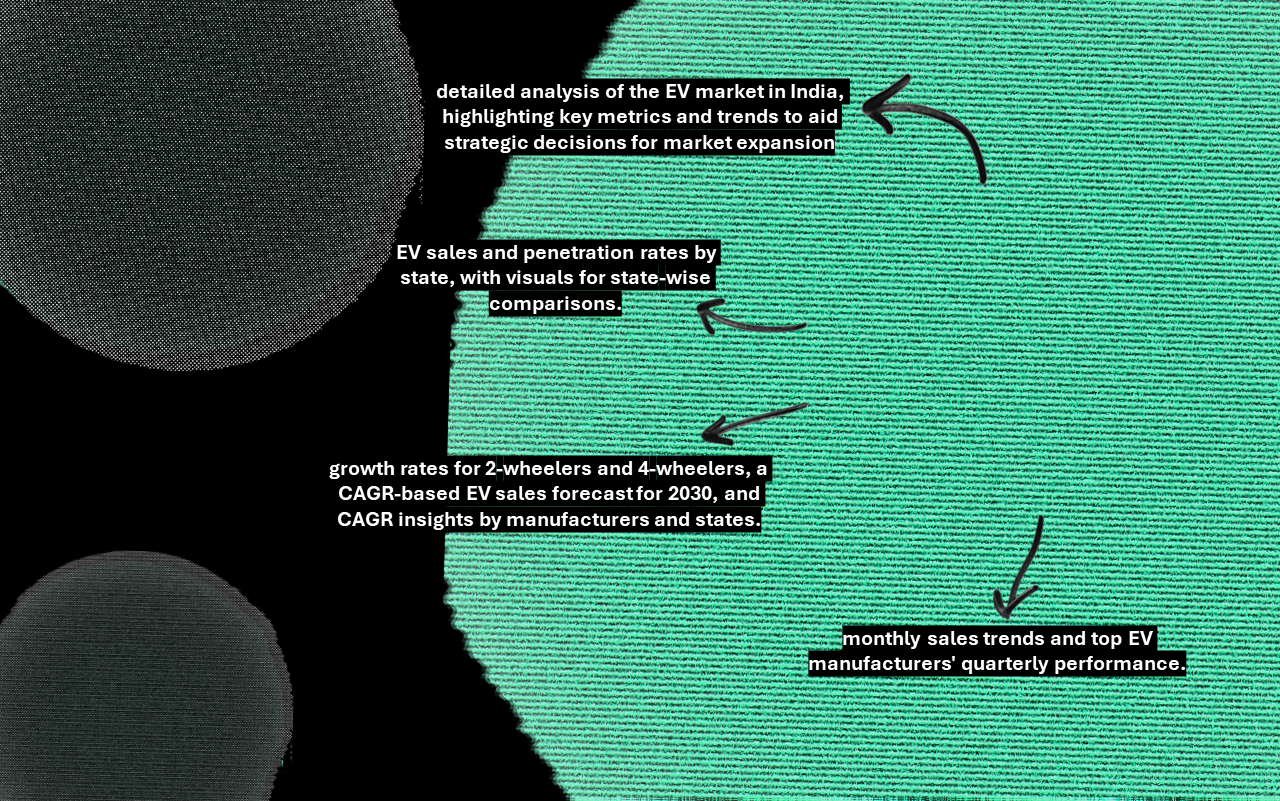 detailed analysis of the EV market in India,
highlighting key metrics and trends to aid
strategic decisions for market expansion
EV sales and penetration rates by
state, with visuals for state-wise
comparisons.
growth rates for 2-wheelers and 4-wheelers, a
CAGR-based EV sales forecast for 2030, and
CAGR insights by manufacturers and states.
monthly sales trends and top EV
manufacturers' quarterly performance.